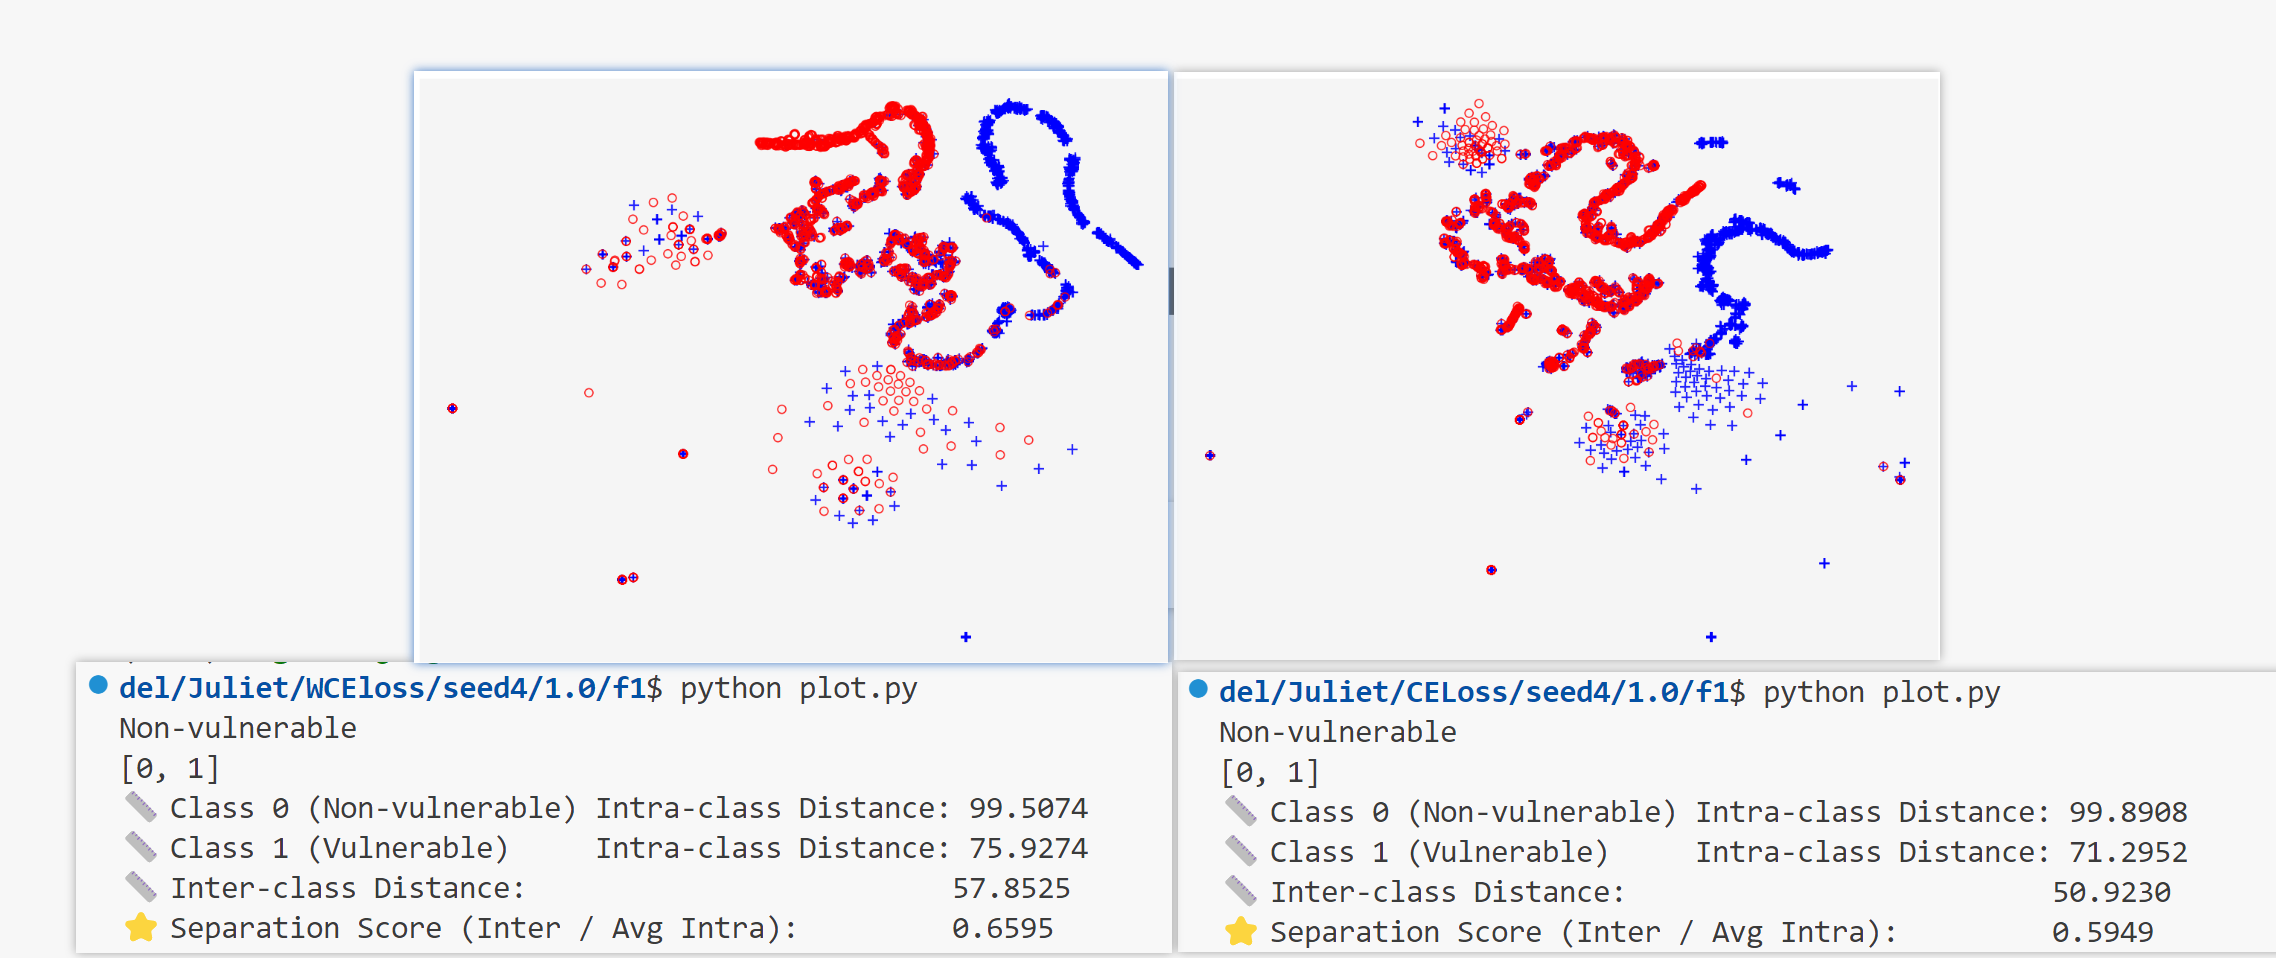 del/Juliet/WCEloss/seed4/1.0/f1$ python plot.py
Non-vulnerable
[0, 1]
📏 Class 0 (Non-vulnerable) Intra-class Distance: 99.5074
📏 Class 1 (Vulnerable) Intra-class Distance: 75.9274
📏 Inter-class Distance: 57.8525
⭐ Separation Score (Inter / Avg Intra): 0.6595
del/Juliet/CELoss/seed4/1.0/f1$ python plot.py
Non-vulnerable
[0, 1]
📏 Class 0 (Non-vulnerable) Intra-class Distance: 99.8908
📏 Class 1 (Vulnerable) Intra-class Distance: 71.2952
📏 Inter-class Distance: 50.9230
⭐ Separation Score (Inter / Avg Intra): 0.5949